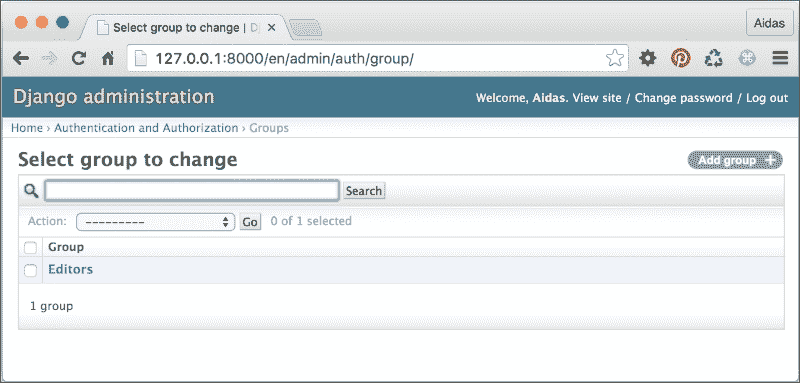 Select group to change | D
Aidas
127.0.0.1:8000/en/admin/auth/group/
Django administration
Welcome, Aidas. View site / Change password / Log out
Home › Authentication and Authorization › Groups
Select group to change
Add group +
Search
Action: --------- Go 0 of 1 selected
Group
Editors
1 group